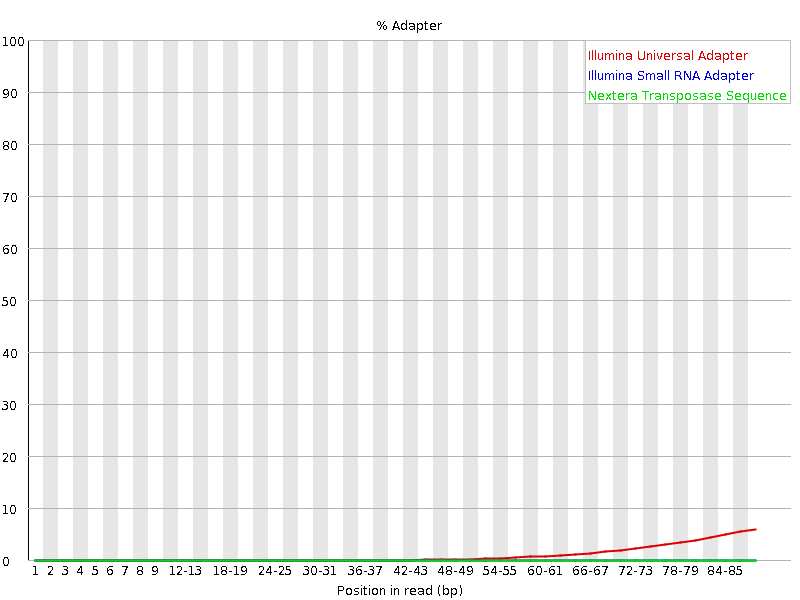 % Adapter
Illumina Universal Adapter
Illumina Small RNA Adapter
Nextera Transposase Sequence
100
90
80
70
60
50
40
30
20
10
0
1 2 3 4 5 6 7 8 9 12-13 18-19 24-25 30-31 36-37 42-43 48-49 54-55 60-61 66-67 72-73 78-79 84-85
Position in read (bp)